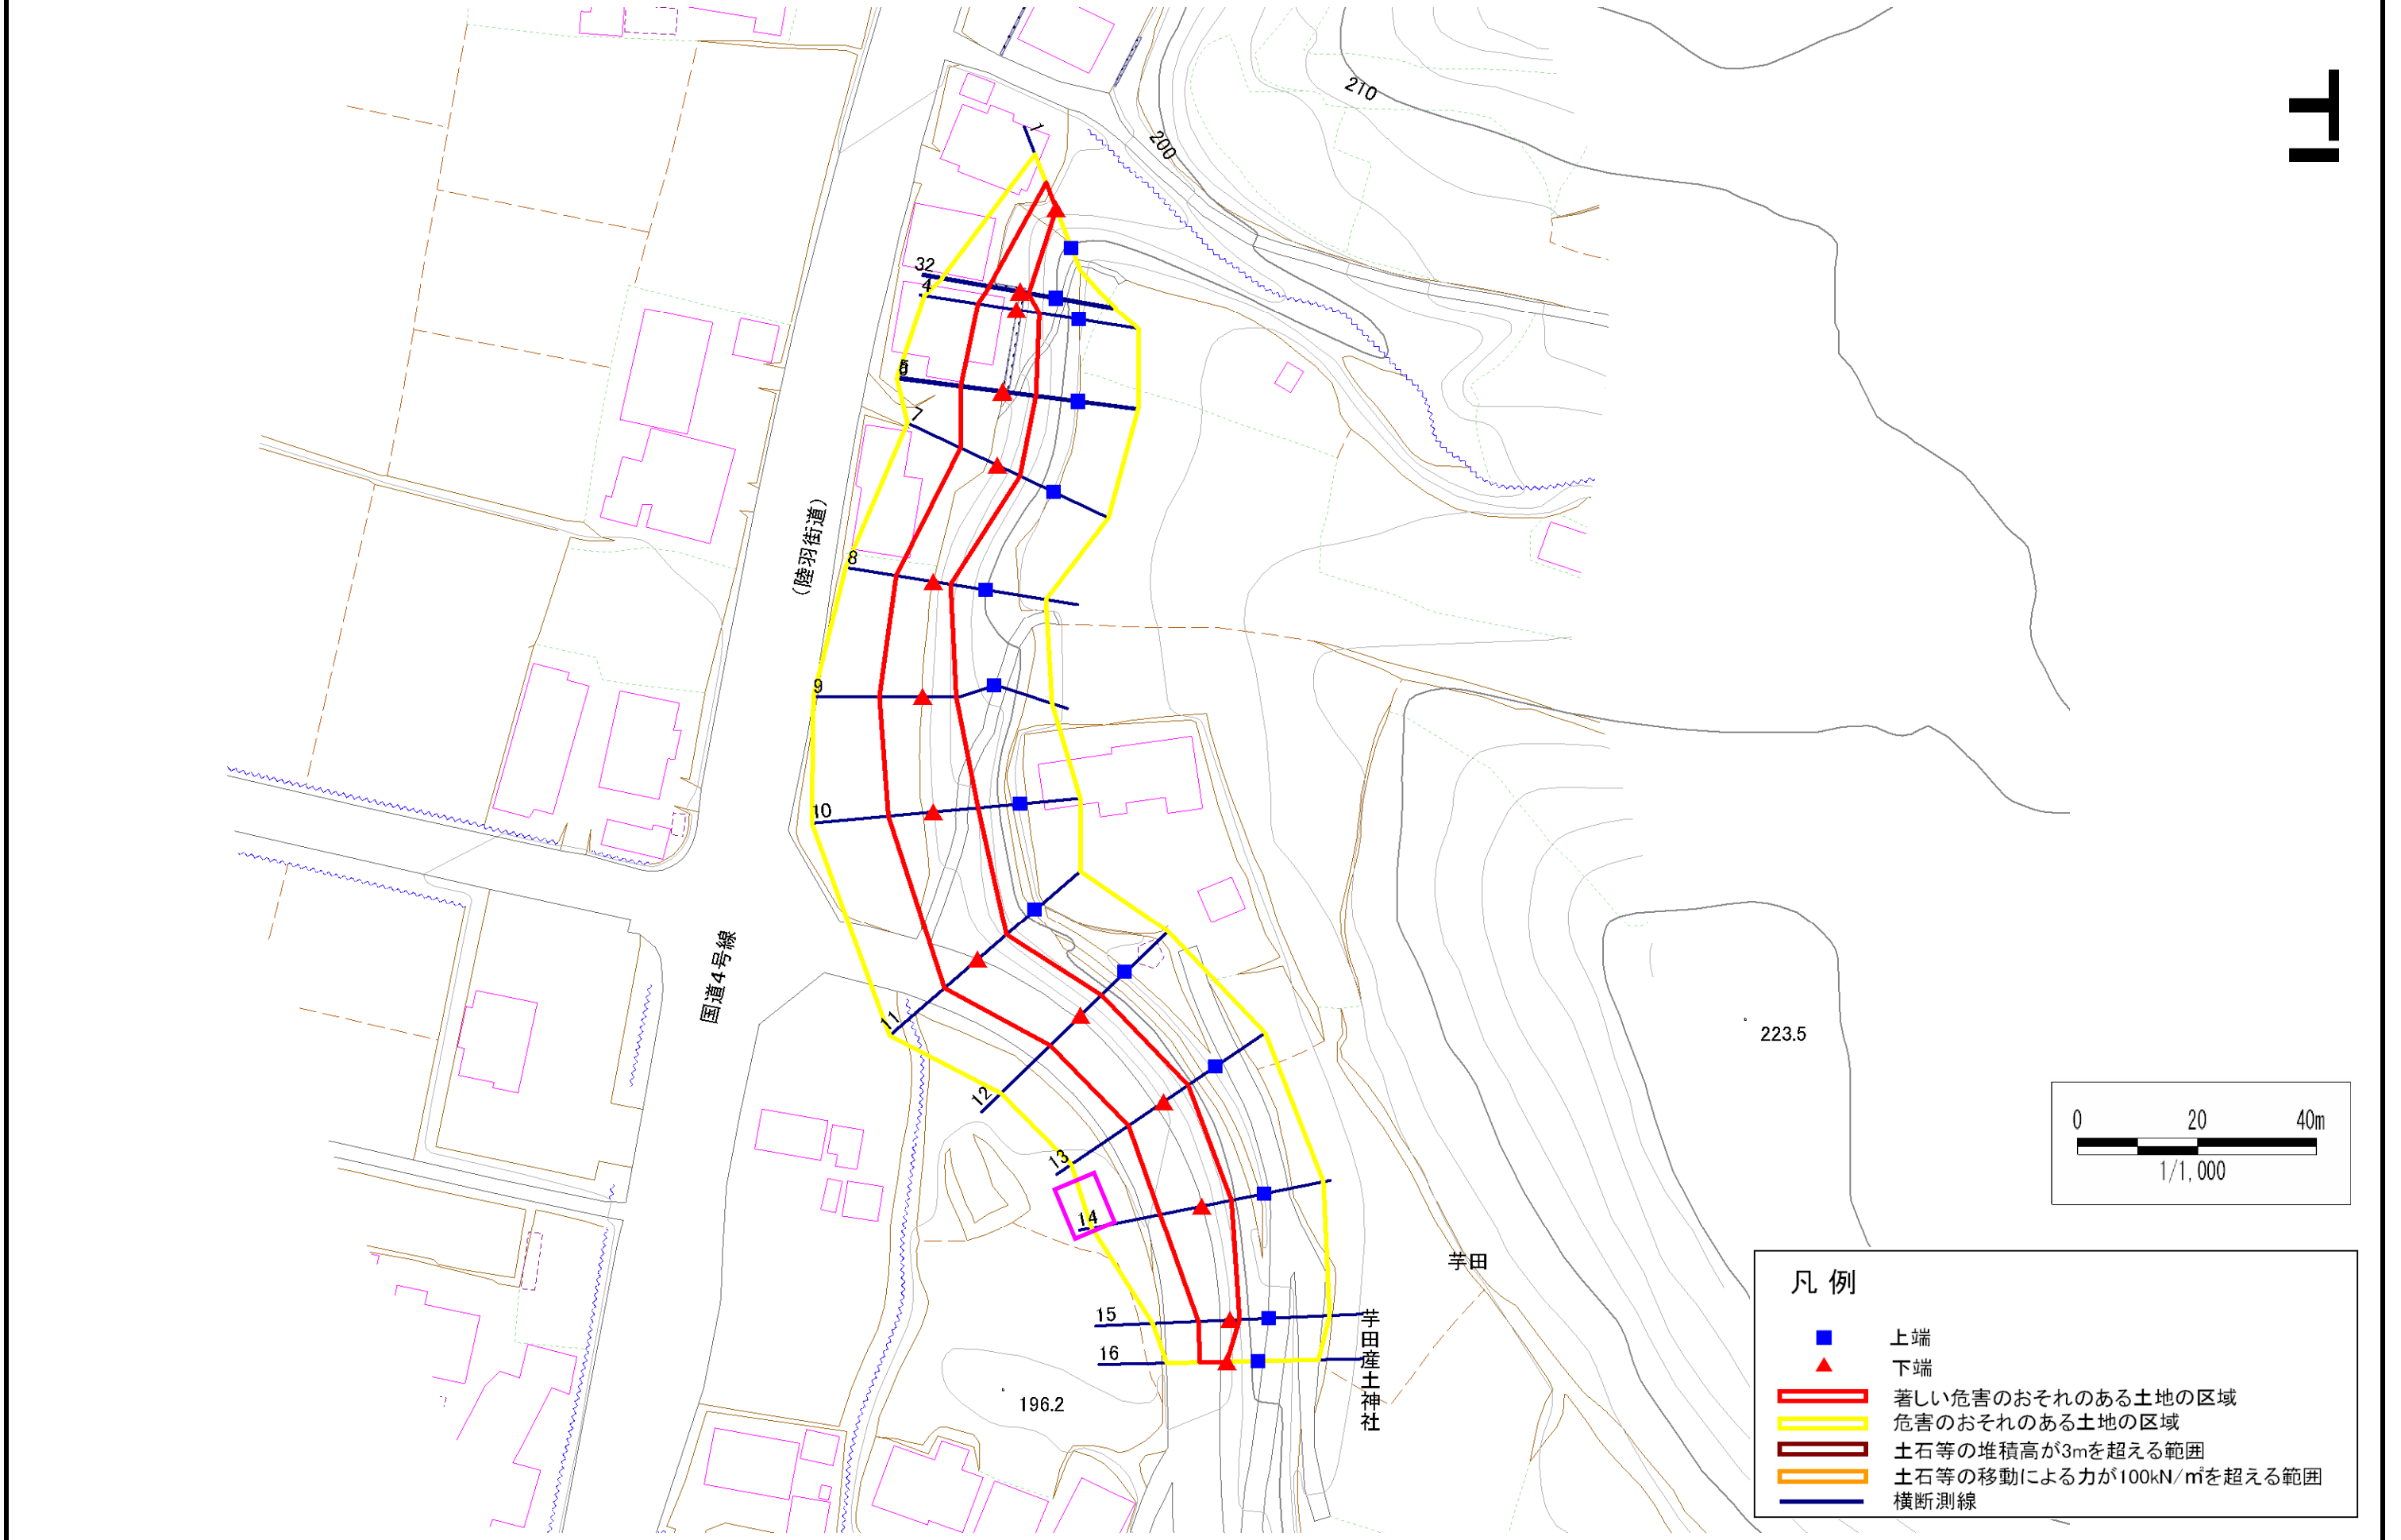 210
200
1
32
4
7
(陸羽街道)
8
9
10
国道4号線
11
12
13
14
15
16
223.5
196.2
芋田
芋田産土神社
0 20 40m
1/1,000
凡 例
上端
下端
著しい危害のおそれのある土地の区域
危害のおそれのある土地の区域
土石等の堆積高が3mを超える範囲
土石等の移動による力が100kN/㎡を超える範囲
横断測線